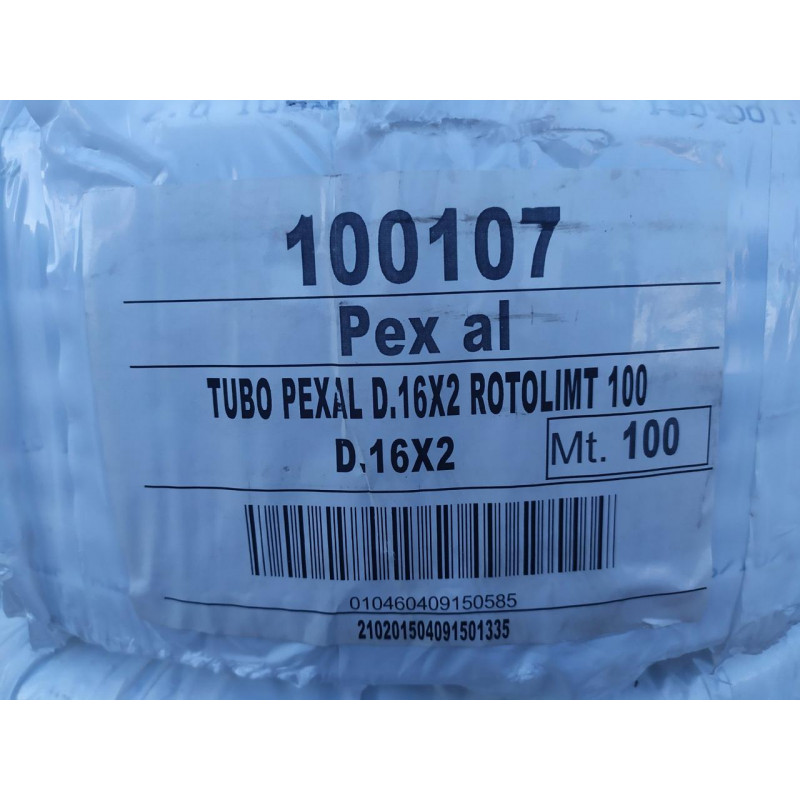 100107
Pex al
TUBO PEXAL D.16X2 ROTOLIMT 100
D.16X2
Mt. 100
010460409150585
210201504091501335